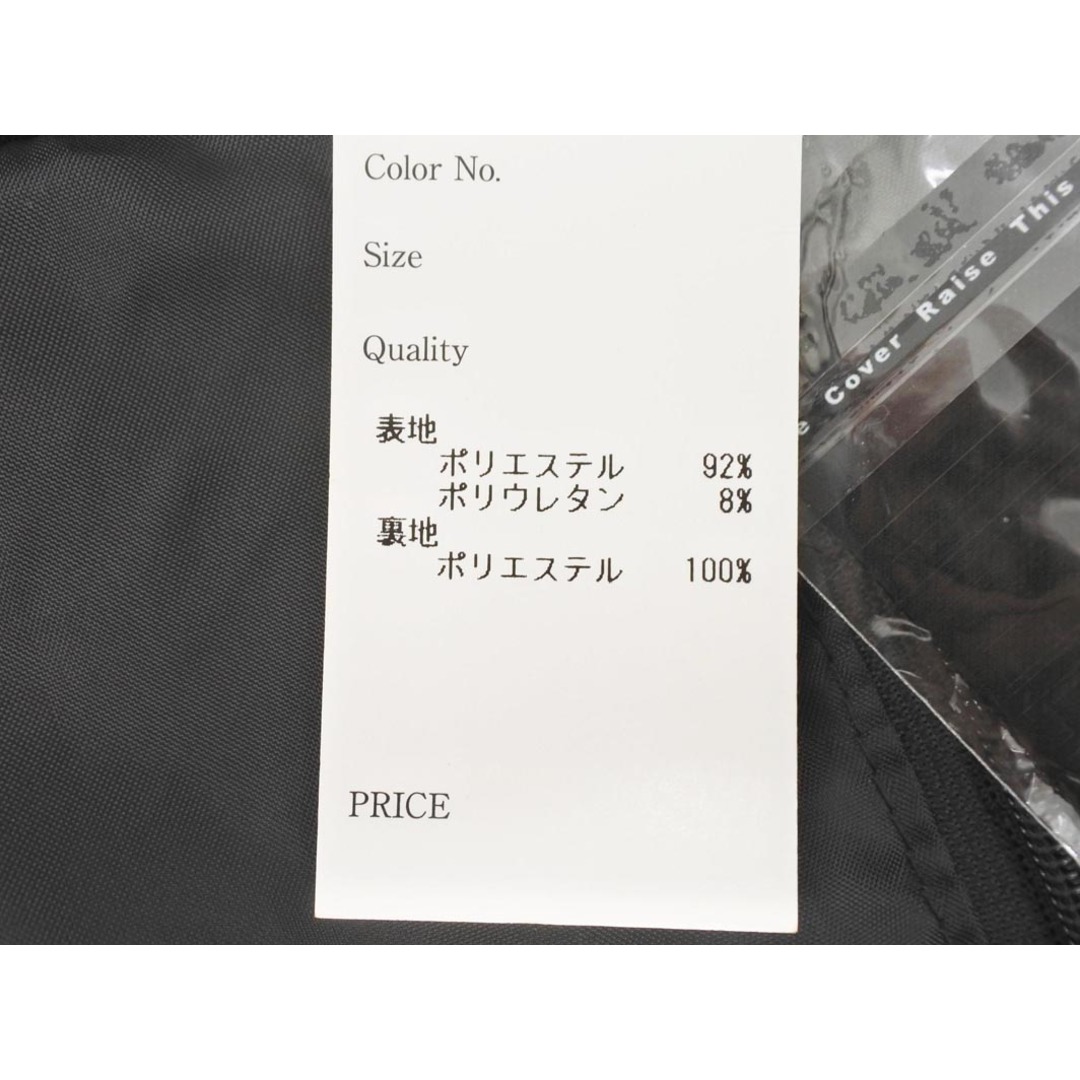 Color No.
Size
Quality
表地
ポリエステル 92%
ポリウレタン 8%
裏地
ポリエステル 100%
PRICE
Cover Raise This